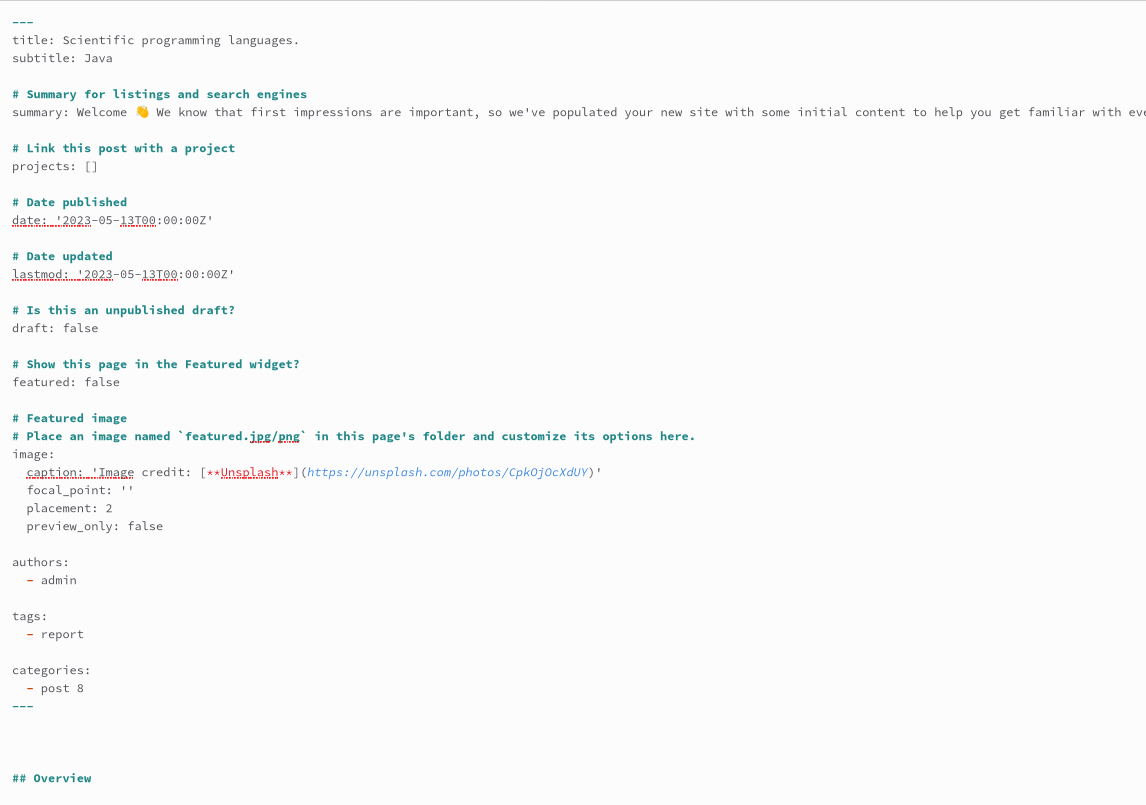 ---
title: Scientific programming languages.
subtitle: Java
# Summary for listings and search engines
summary: Welcome 👋 We know that first impressions are important, so we've populated your new site with some initial content to help you get familiar with
# Link this post with a project
projects: []
# Date published
date: '2023-05-13T00:00:00Z'
# Date updated
lastmod: '2023-05-13T00:00:00Z'
# Is this an unpublished draft?
draft: false
# Show this page in the Featured widget?
featured: false
# Featured image
# Place an image named `featured.jpg/png` in this page's folder and customize its options here.
image:
  caption: 'Image credit: [**Unsplash**](https://unsplash.com/photos/CpkOjOcXdUY)'
  focal_point: ''
  placement: 2
  preview_only: false
authors:
  - admin
tags:
  - report
categories:
  - post 8
---
## Overview